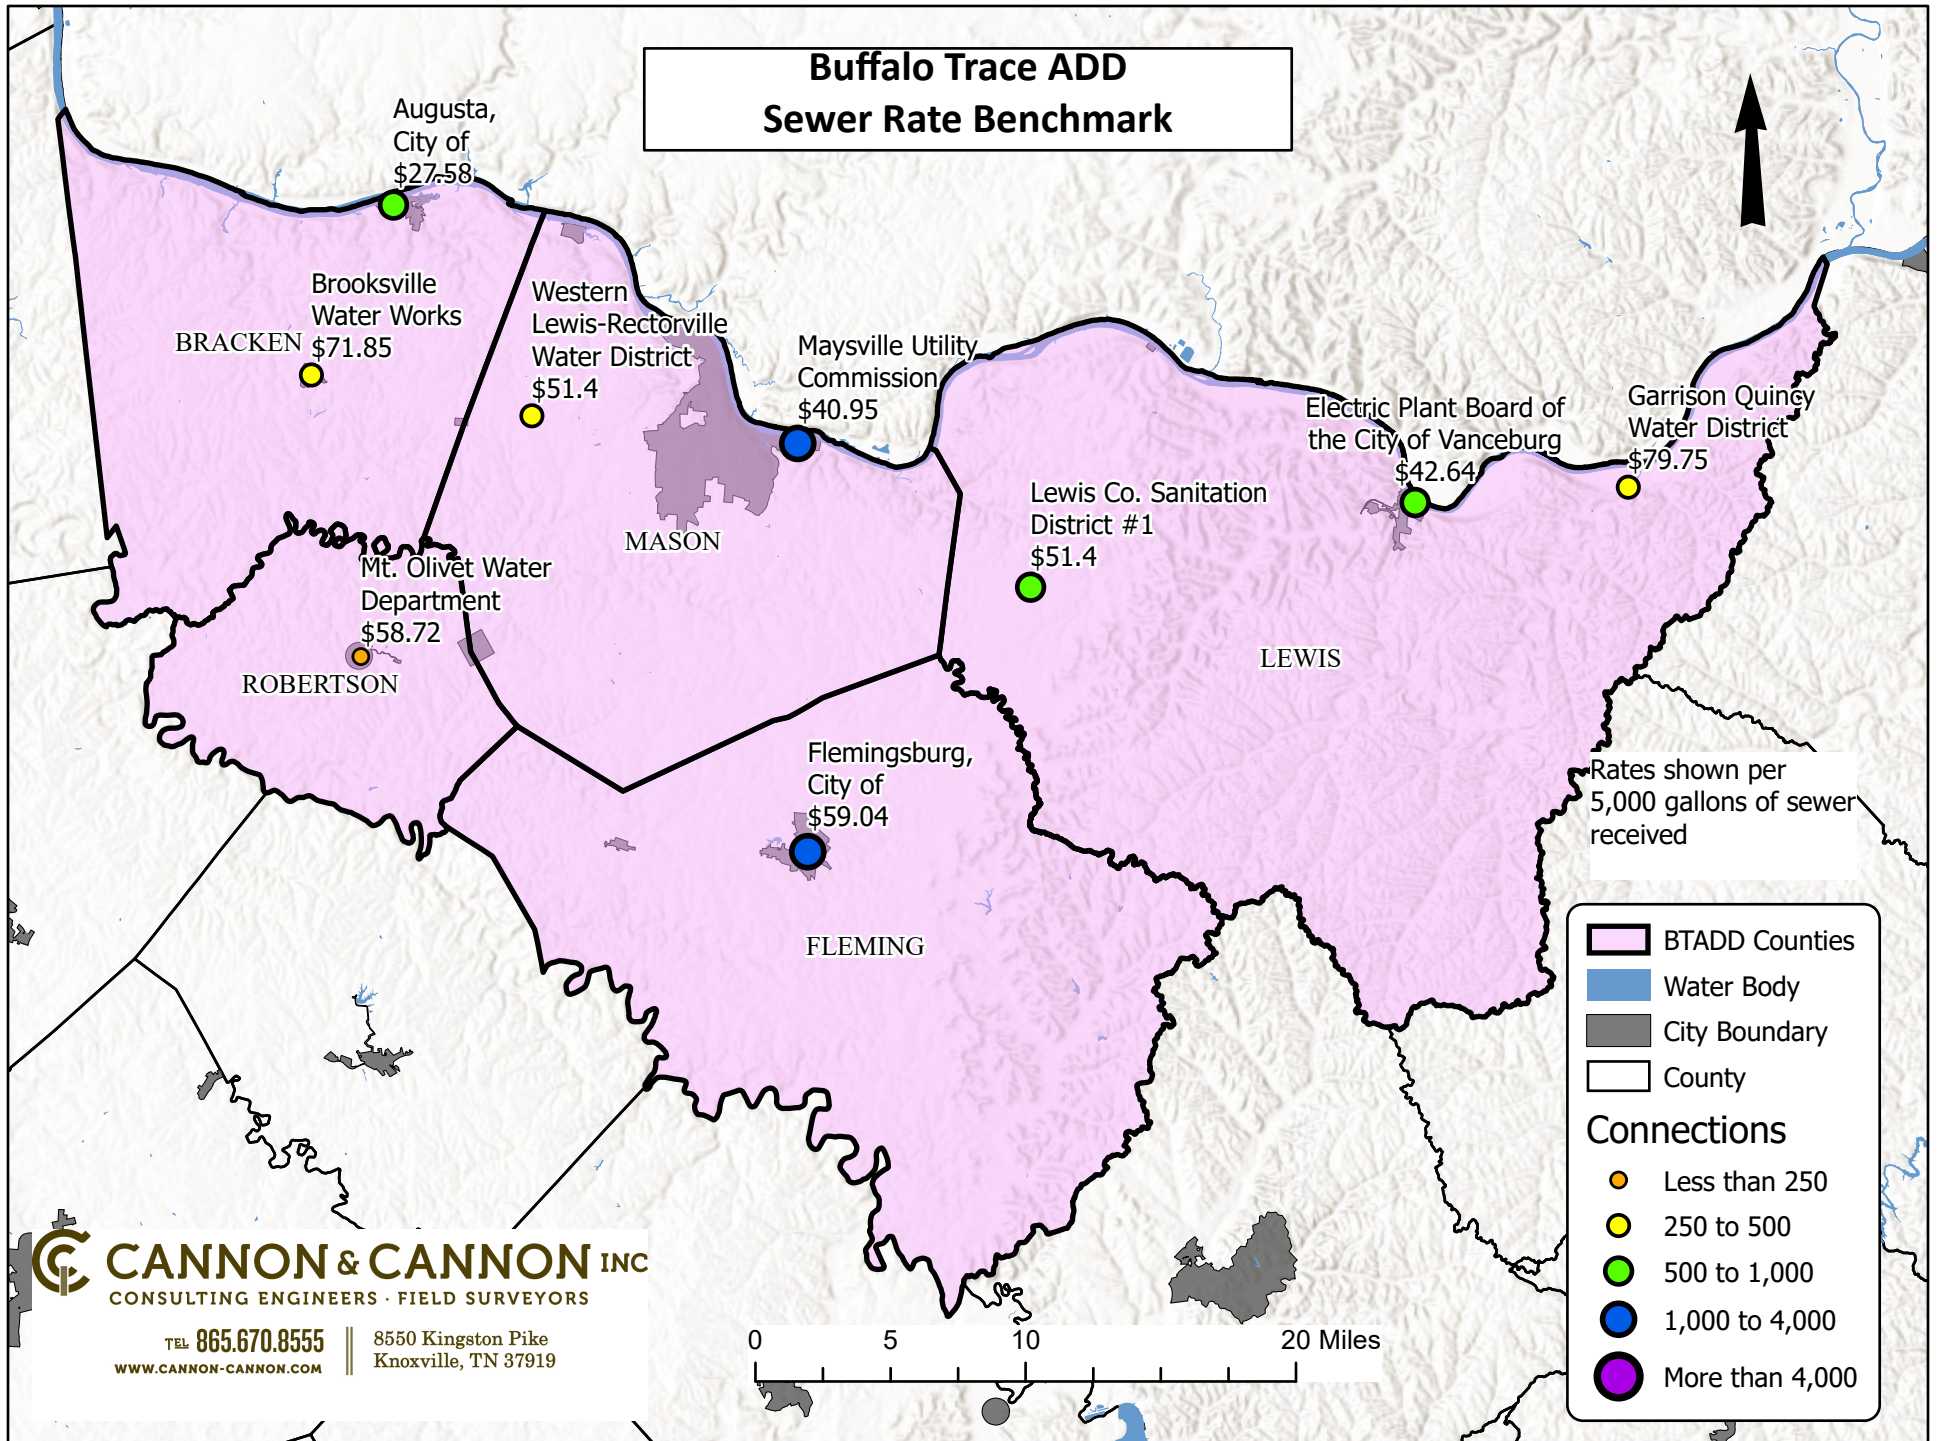 Buffalo Trace ADD
Sewer Rate Benchmark
Augusta,
City of
$27.58
Brooksville
Water Works
$71.85
BRACKEN
Western
Lewis-Rectorville
Water District
$51.4
Maysville Utility
Commission
$40.95
Electric Plant Board of
the City of Vanceburg
$42.64
Garrison Quincy
Water District
$79.75
Lewis Co. Sanitation
District #1
$51.4
MASON
Mt. Olivet Water
Department
$58.72
ROBERTSON
LEWIS
Flemingsburg,
City of
$59.04
FLEMING
Rates shown per
5,000 gallons of sewer
received
BTADD Counties
Water Body
City Boundary
County
Connections
Less than 250
250 to 500
500 to 1,000
1,000 to 4,000
More than 4,000
CANNON & CANNON INC
CONSULTING ENGINEERS · FIELD SURVEYORS
TEL 865.670.8555
WWW.CANNON-CANNON.COM
8550 Kingston Pike
Knoxville, TN 37919
0 5 10 20 Miles